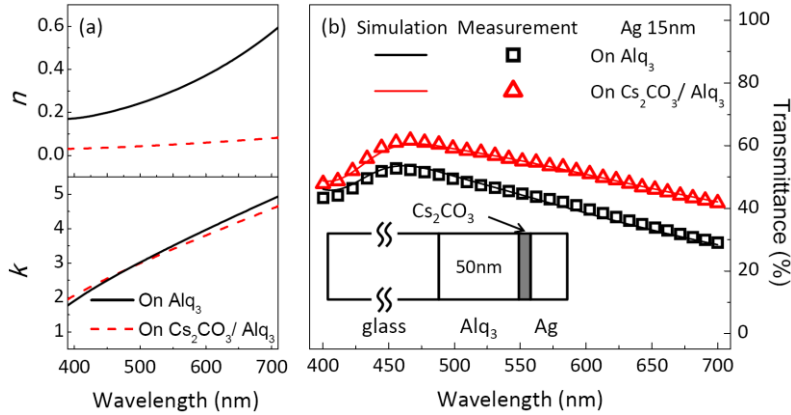 (a)
0.6
0.4
n
0.2
0.0
5
4
k
3
2
1
On Alq₃
On Cs₂CO₃/ Alq₃
400 500 600 700
Wavelength (nm)
(b) Simulation Measurement Ag 15nm
On Alq₃
On Cs₂CO₃/ Alq₃
Cs₂CO₃
50nm
glass Alq₃ Ag
100
80
60
40
20
0
Transmittance (%)
400 450 500 550 600 650 700
Wavelength (nm)